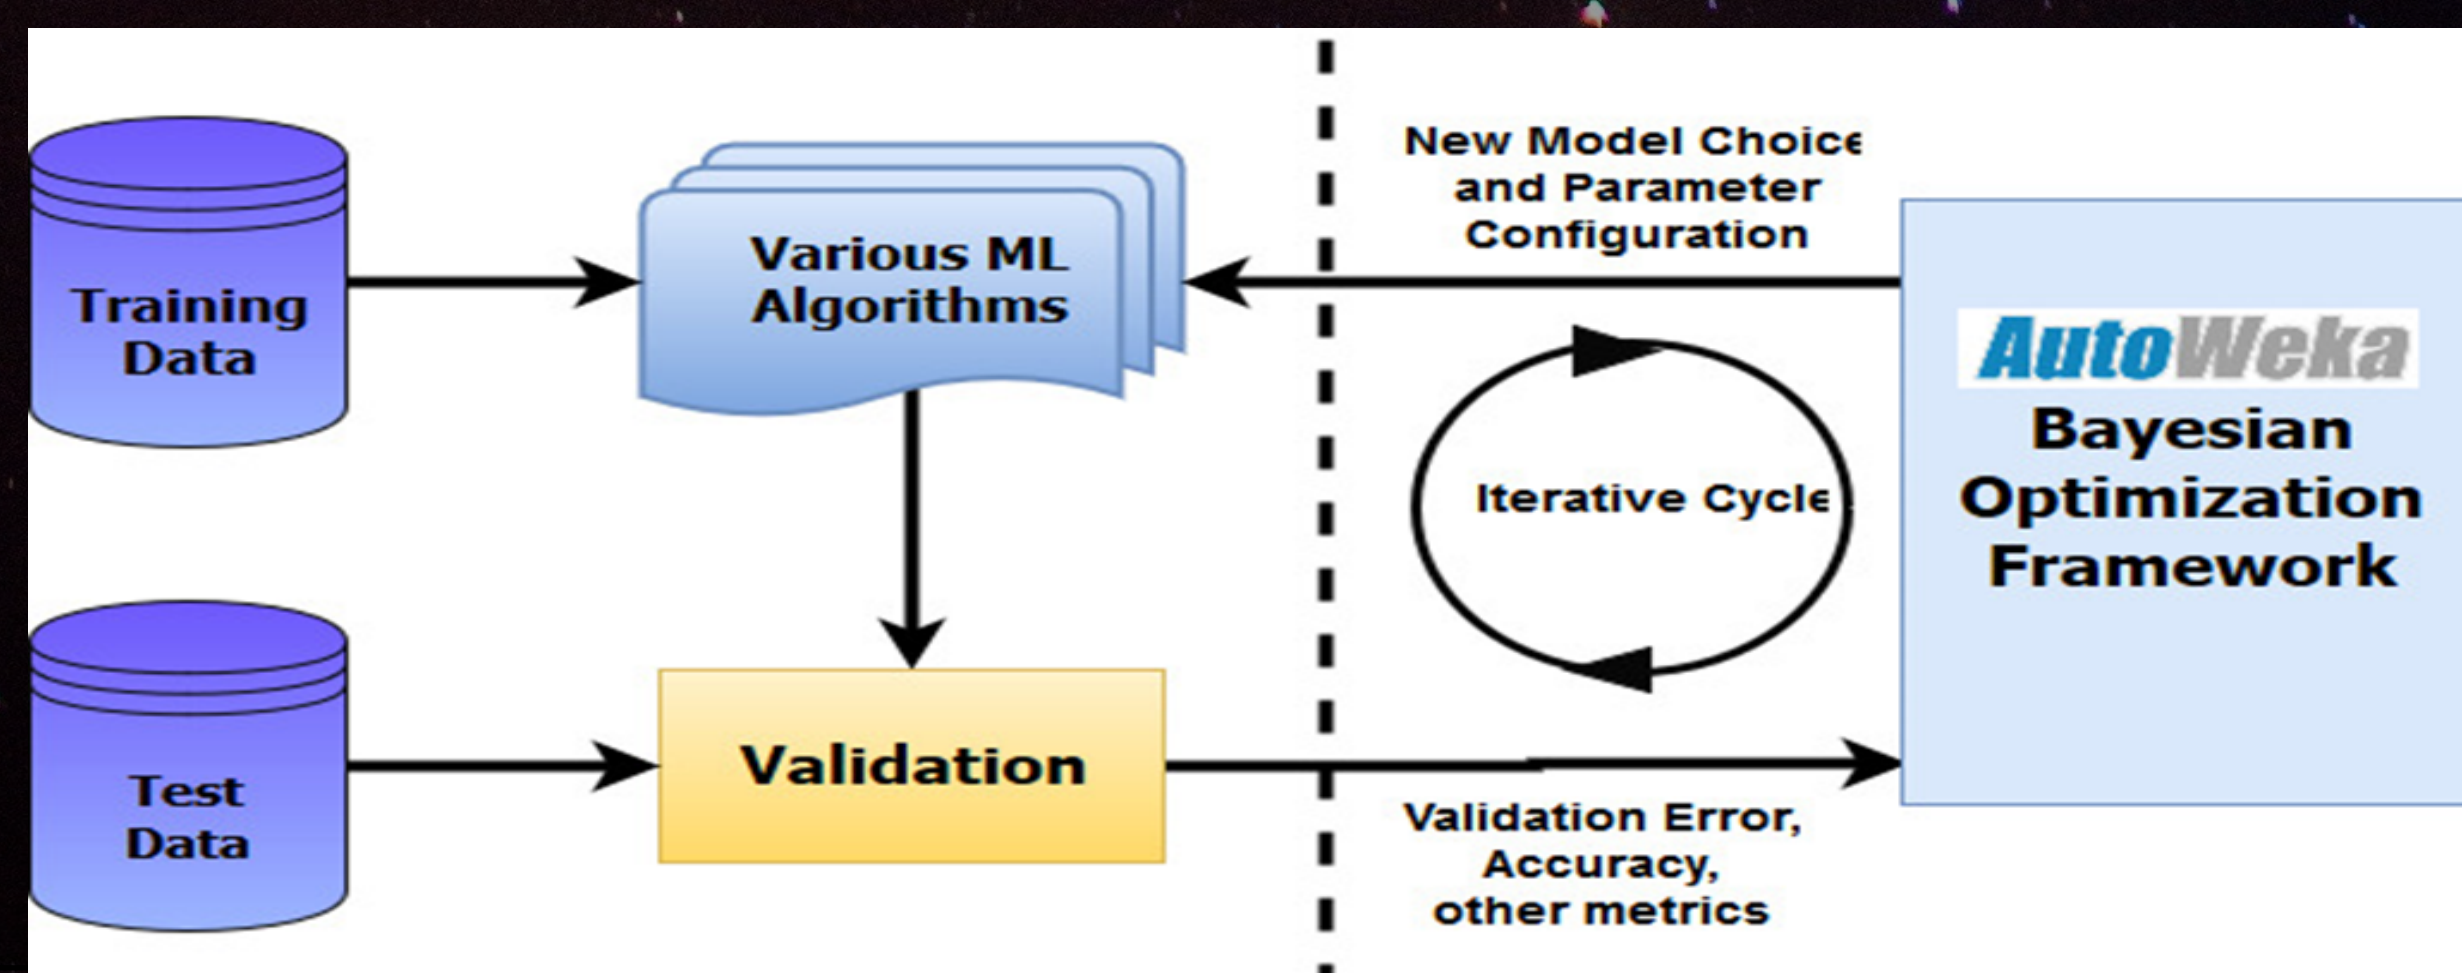 Training
Data
Various ML
Algorithms
New Model Choice
and Parameter
Configuration
AutoWeka
Bayesian
Optimization
Framework
Iterative Cycle
Test
Data
Validation
Validation Error,
Accuracy,
other metrics